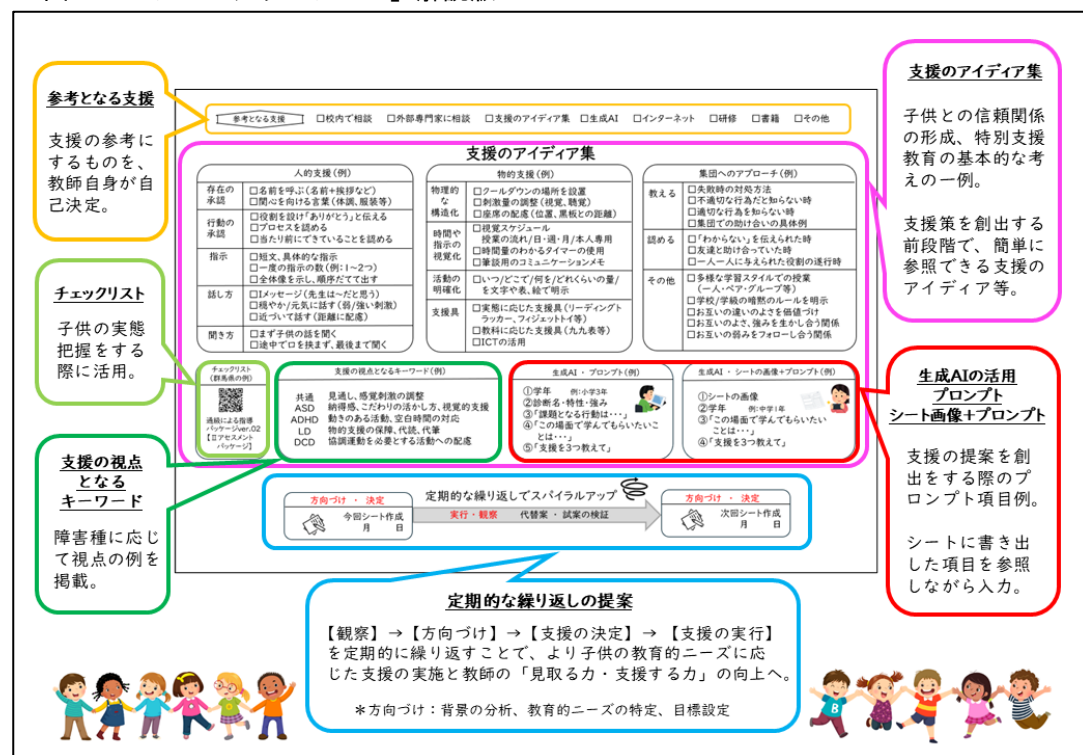 参考となる支援
支援の参考に
するものを、
教師自身が自
己決定。
チェックリスト
子供の実態
把握をする
際に活用。
支援の視点
となる
キーワード
障害種に応じ
て視点の例を
掲載。
参考となる支援 □校内で相談 □外部専門家に相談 □支援のアイディア集 □生成AI □インターネット □研修 □書籍 □その他
支援のアイディア集
人的支援(例)
存在の
承認
□名前を呼ぶ(名前+挨拶など)
□関心を向ける言葉(体調、服装等)
行動の
承認
□役割を設け「ありがとう」と伝える
□プロセスを認める
□当たり前にできていることを認める
指示
□短文、具体的な指示
□一度の指示の数(例:1~2つ)
□全体像を示し、順序だてて出す
話し方
□Iメッセージ(先生は~だと思う)
□穏やか/元気に話す(弱/強い刺激)
□近づいて話す(距離に配慮)
聞き方
□まず子供の話を聞く
□途中で口を挟まず、最後まで聞く
物的支援(例)
物理的
な
構造化
□クールダウンの場所を設置
□刺激量の調整(視覚、聴覚)
□座席の配慮(位置、黒板との距離)
時間や
指示の
視覚化
□視覚スケジュール
授業の流れ/日・週・月/本人専用
□時間量のわかるタイマーの使用
□筆談用のコミュニケーションメモ
活動の
明確化
□いつ/どこで/何を/どれくらいの量/
を文字や表、絵で明示
支援具
□実態に応じた支援具(リーディングト
ラッカー、フィジェットトイ等)
□教科に応じた支援具(九九表等)
□ICTの活用
集団へのアプローチ(例)
教える
□失敗時の対処方法
□不適切な行為だと知らない時
□適切な行為を知らない時
□集団での助け合いの具体例
認める
□「わからない」を伝えられた時
□友達と助け合っていた時
□一人一人に与えられた役割の遂行時
その他
□多様な学習スタイルでの授業
(一人・ペア・グループ等)
□学校/学級の暗黙のルールを明示
□お互いの違いのよさを価値づけ
□お互いのよさ、強みを生かし合う関係
□お互いの弱みをフォローし合う関係
チェックリスト
(群馬県の例)
通級による指導
パッケージver.02
アセスメント
パッケージ】
支援の視点となるキーワード(例)
共通 見通し、感覚刺激の調整
ASD 納得感、こだわりの活かし方、視覚的支援
ADHD 動きのある活動、空白時間の対応
LD 物的支援の保障、代読、代筆
DCD 協調運動を必要とする活動への配慮
生成AI・プロンプト(例)
①学年 例:小学3年
②診断名・特性・強み
③「課題となる行動は・・・」
④「この場面で学んでもらいたいこ
とは・・・」
⑤「支援を3つ教えて」
生成AI・シートの画像+プロンプト(例)
①シートの画像
②学年 例:中学1年
③「この場面で学んでもらいたい
ことは・・・」
④「支援を3つ教えて」
方向づけ・決定
今回シート作成
月 日
定期的な繰り返しでスパイラルアップ
実行・観察 代替案・試案の検証
方向づけ・決定
次回シート作成
月 日
支援のアイディア集
子供との信頼関係
の形成、特別支援
教育の基本的な考
えの一例。
支援策を創出する
前段階で、簡単に
参照できる支援の
アイディア等。
生成AIの活用
プロンプト
シート画像+プロンプト
支援の提案を創
出をする際のプ
ロンプト項目例。
シートに書き出
した項目を参照
しながら入力。
定期的な繰り返しの提案
【観察】→【方向づけ】→【支援の決定】→【支援の実行】
を定期的に繰り返すことで、より子供の教育的ニーズに応
じた支援の実施と教師の「見取る力・支援する力」の向上へ。
*方向づけ:背景の分析、教育的ニーズの特定、目標設定
B